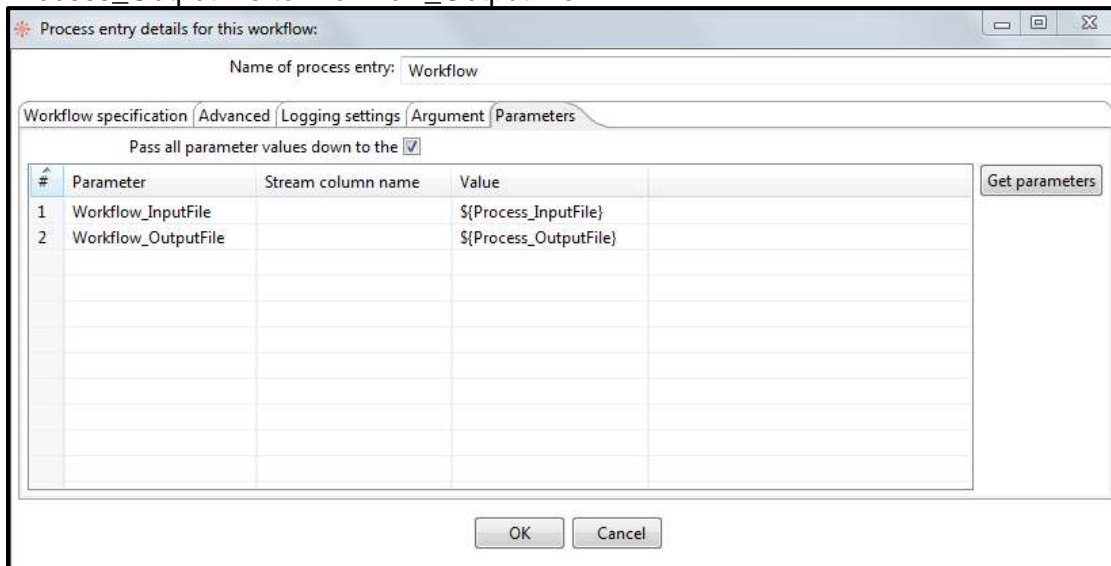 Process entry details for this workflow:
Name of process entry: Workflow
Workflow specification Advanced Logging settings Argument Parameters
Pass all parameter values down to the
# Parameter Stream column name Value Get parameters
1 Workflow_InputFile ${Process_InputFile}
2 Workflow_OutputFile ${Process_OutputFile}
OK Cancel